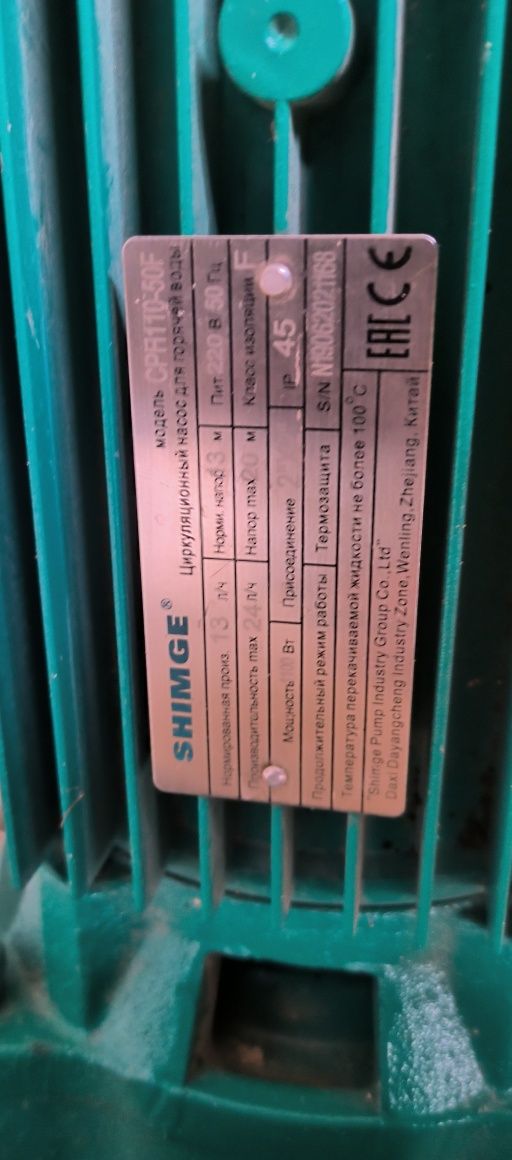 SHIMGE®
модель CPH110-50F
Циркуляционный насос для горячей воды
Нормированная произ. 13 л/ч Норми. напор 13 м Пит. 220 В 50 Гц
Производительность max 24 л/ч Напор max 20 м Класс изоляции F
Мощность Вт Присоединение IP 45
Продолжительный режим работы Термозащита S/N
Температура перекачиваемой жидкости не более 100°C
"Shimge Pump Industry Group Co.,Ltd"
Daxi Dayangcheng Industry Zone,Wenling,Zhejiang, Китай
EAC CE